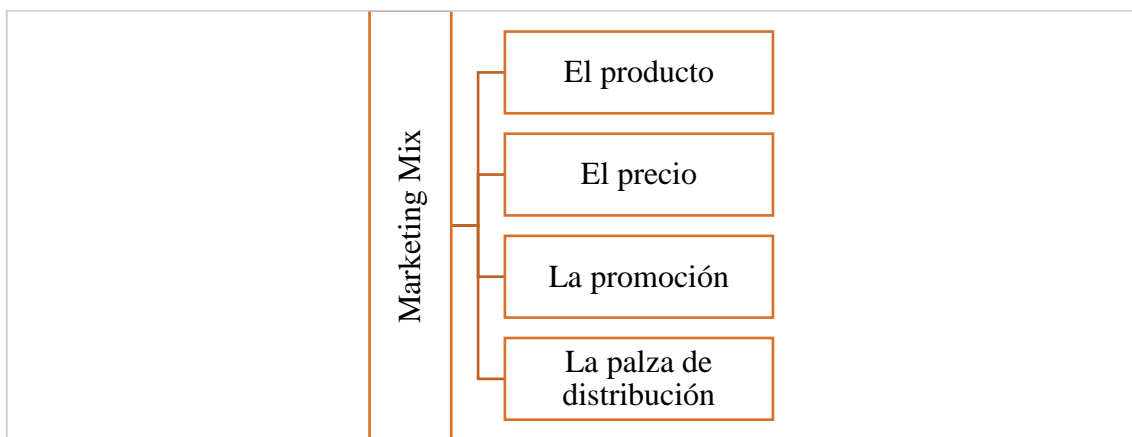 Marketing Mix
El producto
El precio
La promoción
La palza de
distribución